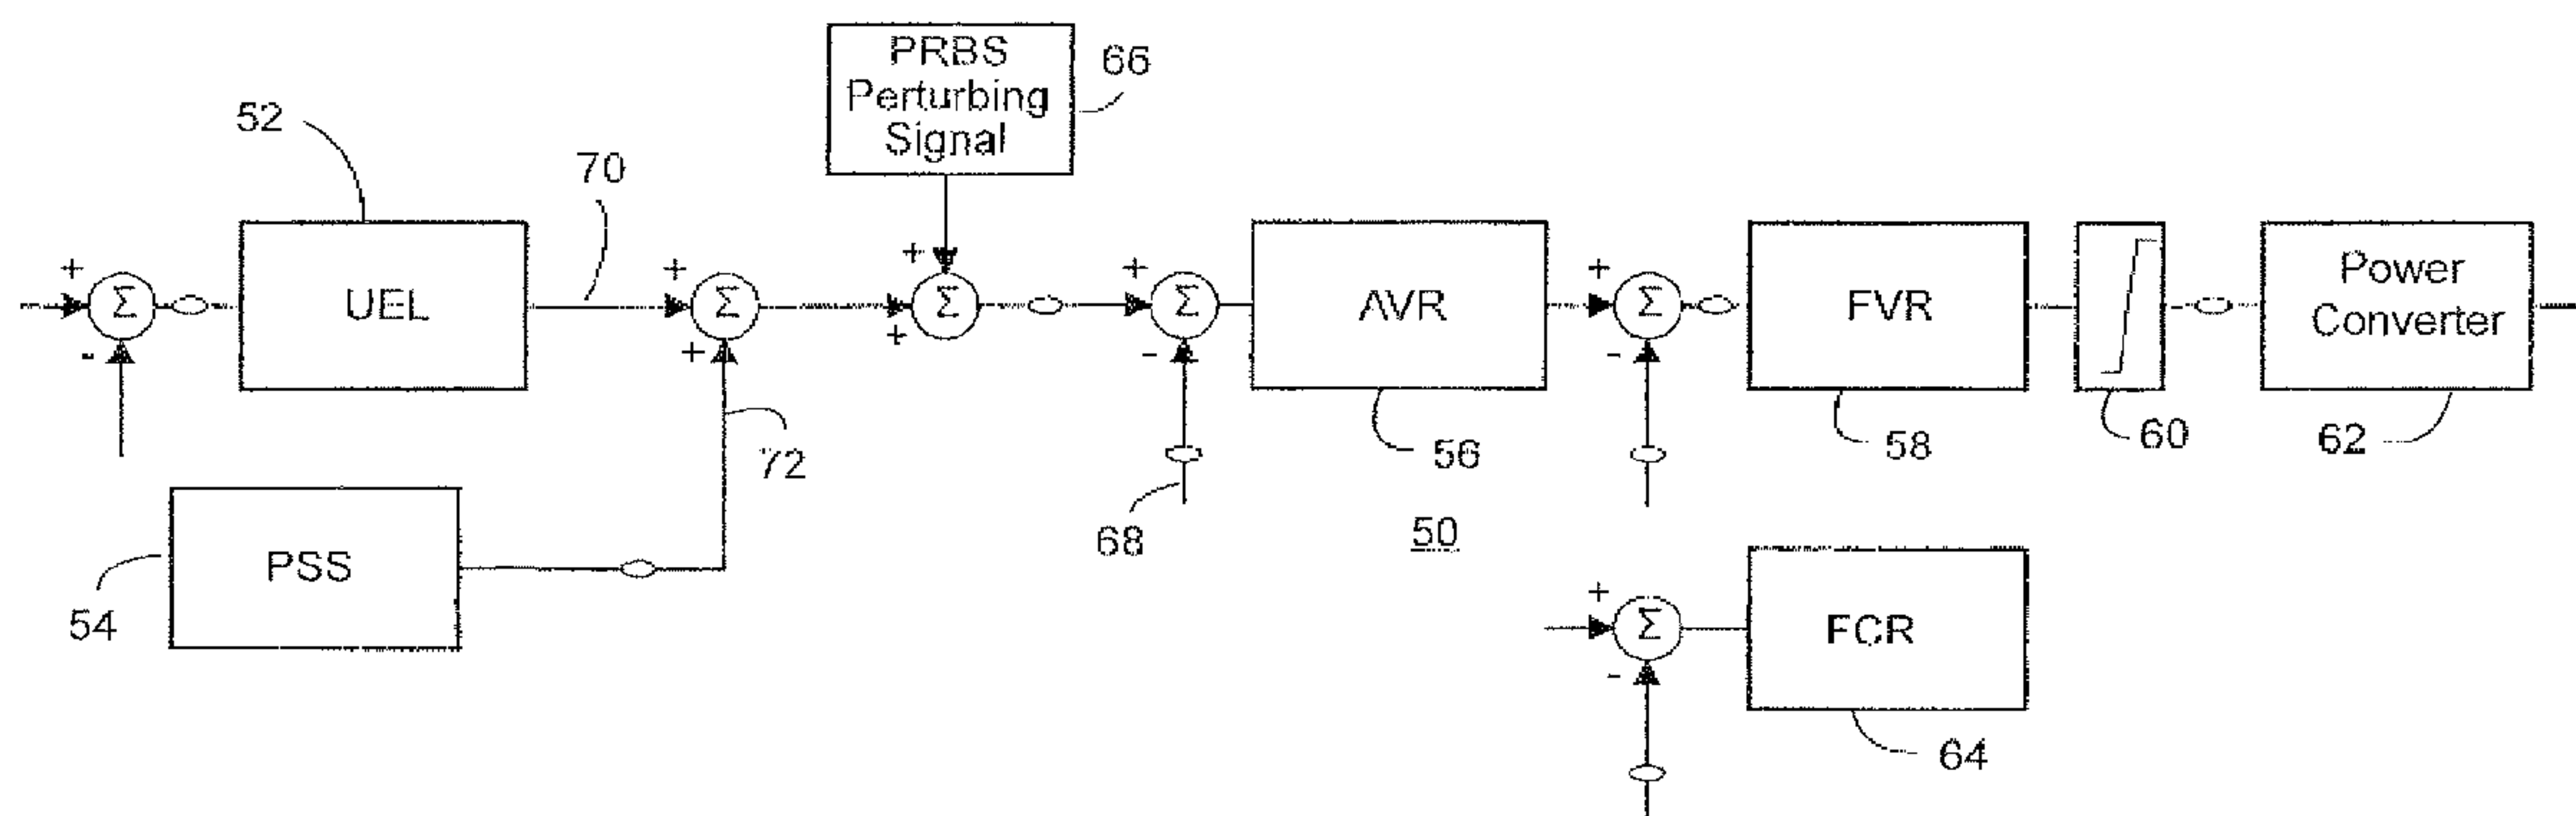 PRBS
Perturbing
Signal
66
52
70
+
UEL
+
Σ
-
+
Σ
+
+
Σ
+
+
Σ
-
AVR
+
Σ
-
FVR
Power
Converter
72
68
56
58
60
62
PSS
54
50
+
Σ
-
FCR
64